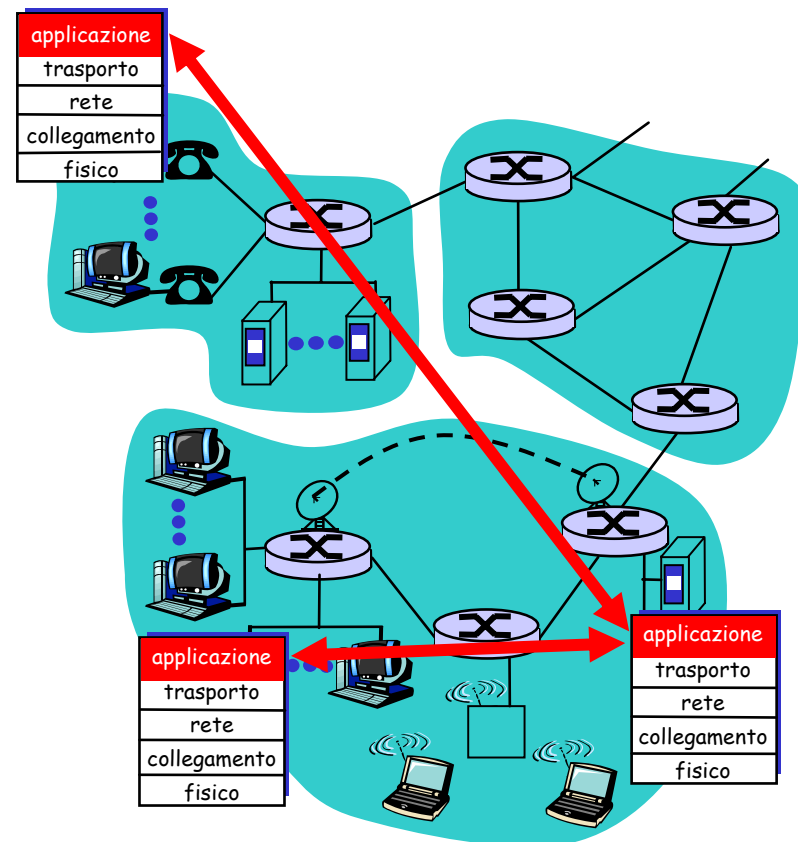 applicazione
trasporto
rete
collegamento
fisico
applicazione
trasporto
rete
collegamento
fisico
applicazione
trasporto
rete
collegamento
fisico